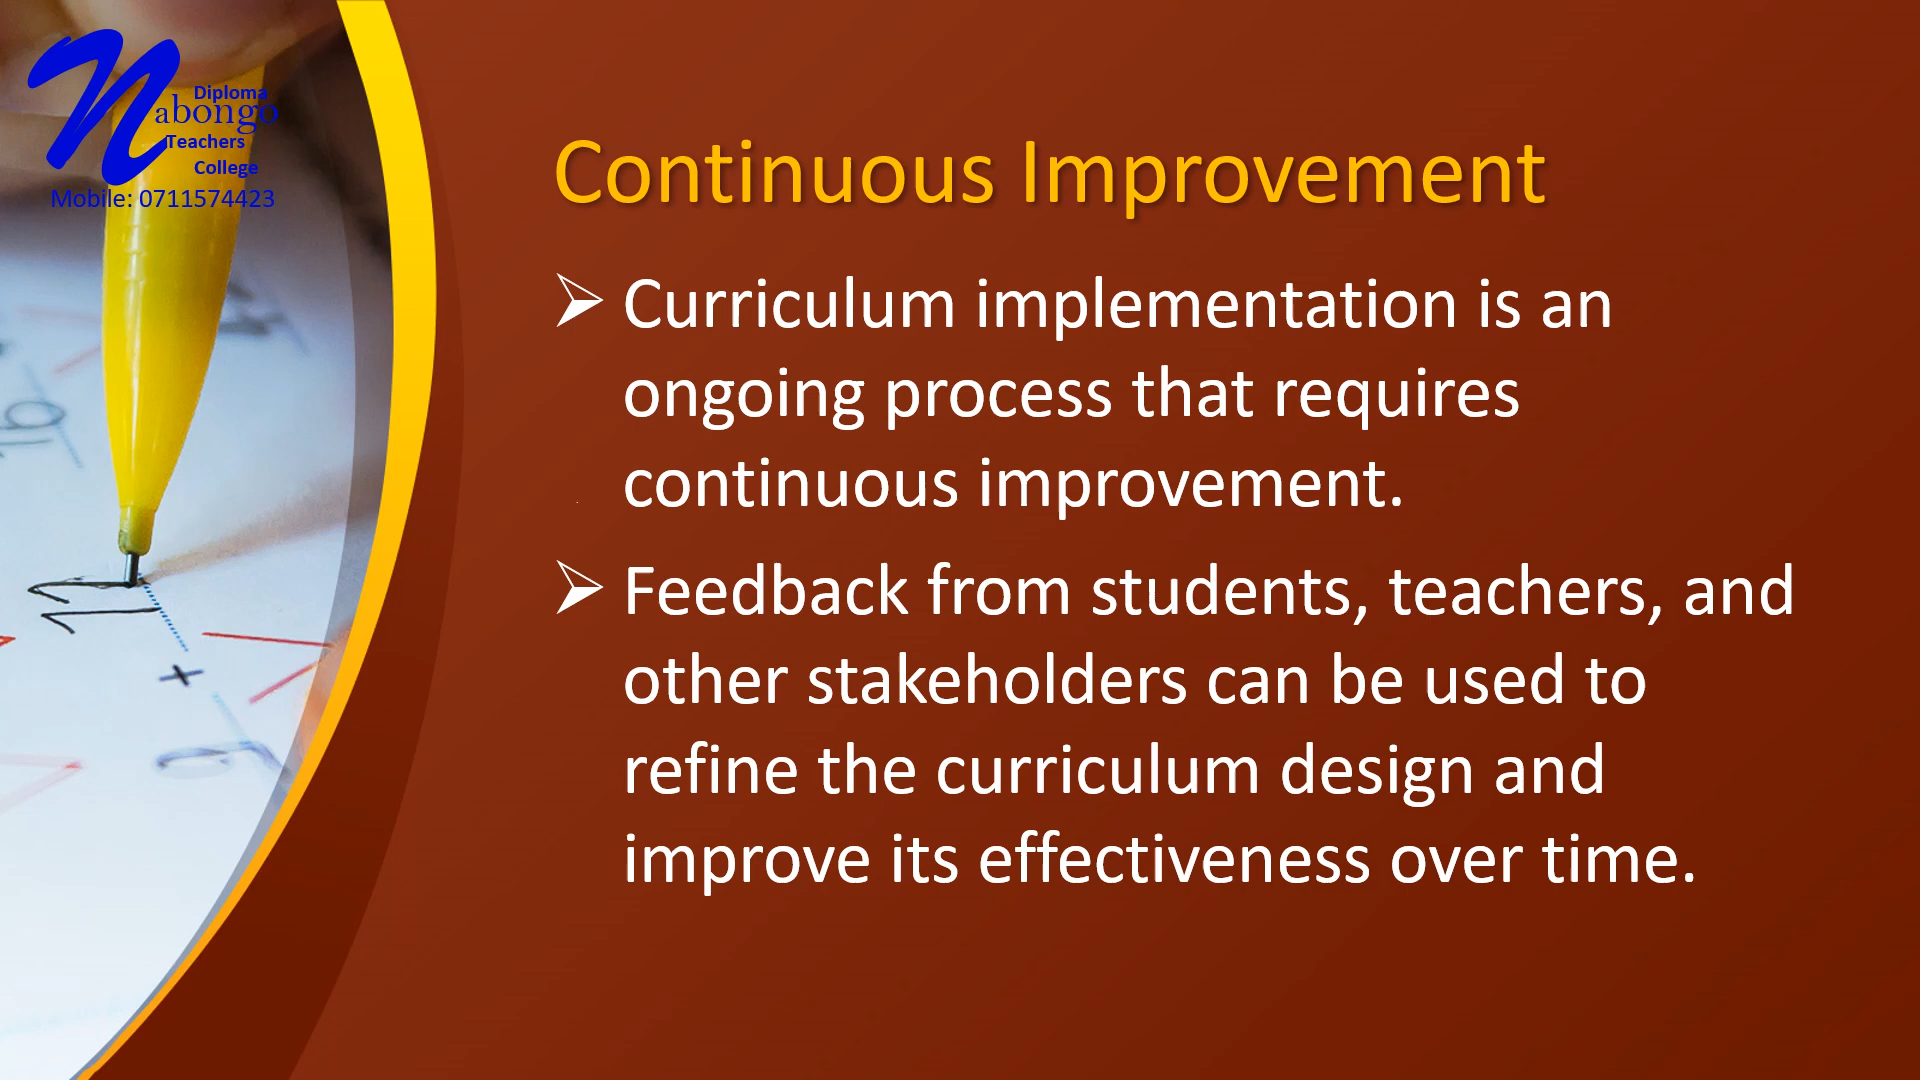 Diploma
Nabongo
Teachers
College
Mobile: 0711574423
Continuous Improvement
➢ Curriculum implementation is an
ongoing process that requires
continuous improvement.
➢ Feedback from students, teachers, and
other stakeholders can be used to
refine the curriculum design and
improve its effectiveness over time.
12
+